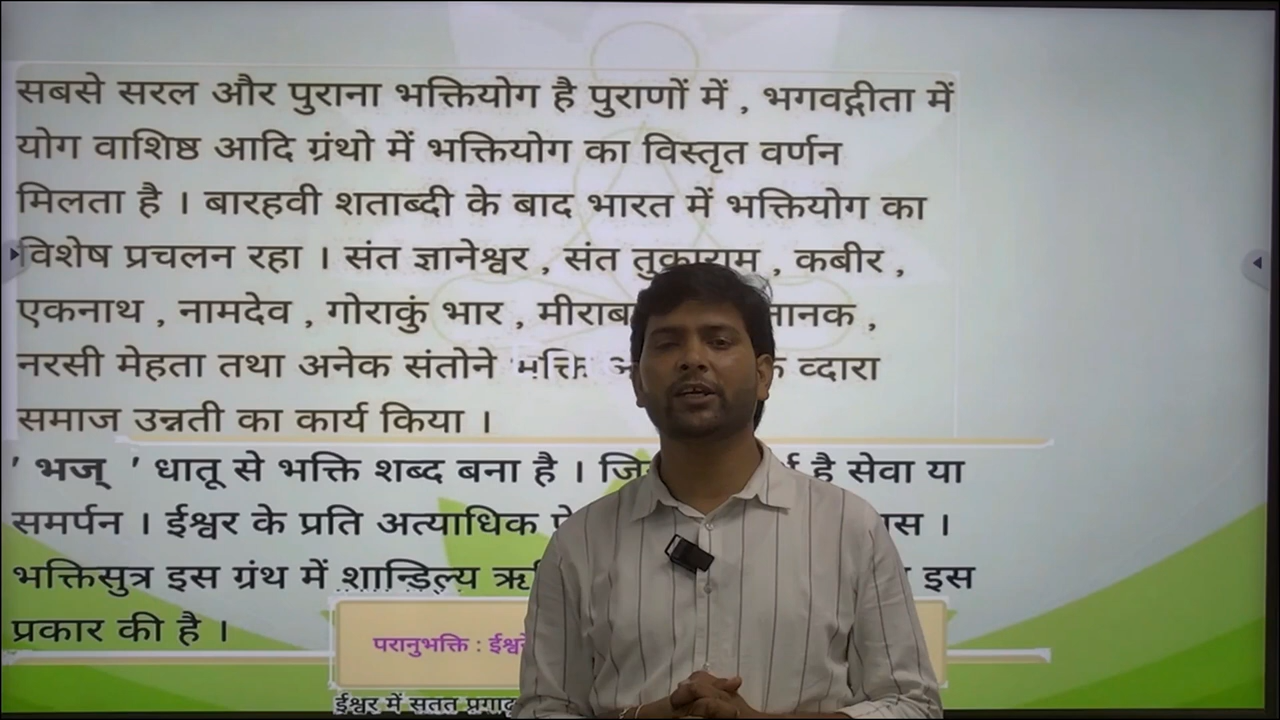 सबसे सरल और पुराना भक्तियोग है पुराणों में , भगवद्गीता में
योग वाशिष्ठ आदि ग्रंथो में भक्तियोग का विस्तृत वर्णन
मिलता है । बारहवी शताब्दी के बाद भारत में भक्तियोग का
विशेष प्रचलन रहा । संत ज्ञानेश्वर , संत तुकाराम , कबीर ,
एकनाथ , नामदेव , गोराकुं भार , नानक ,
नरसी मेहता तथा अनेक संतोने भक्ति व्दारा
समाज उन्नती का कार्य किया ।
' भज् ' धातू से भक्ति शब्द बना है । है सेवा या
समर्पन । ईश्वर के प्रति अत्याधिक
भक्तिसुत्र इस ग्रंथ में शान्डिल्य इस
प्रकार की है ।
परानुभक्ति :
ईश्वर में सतत